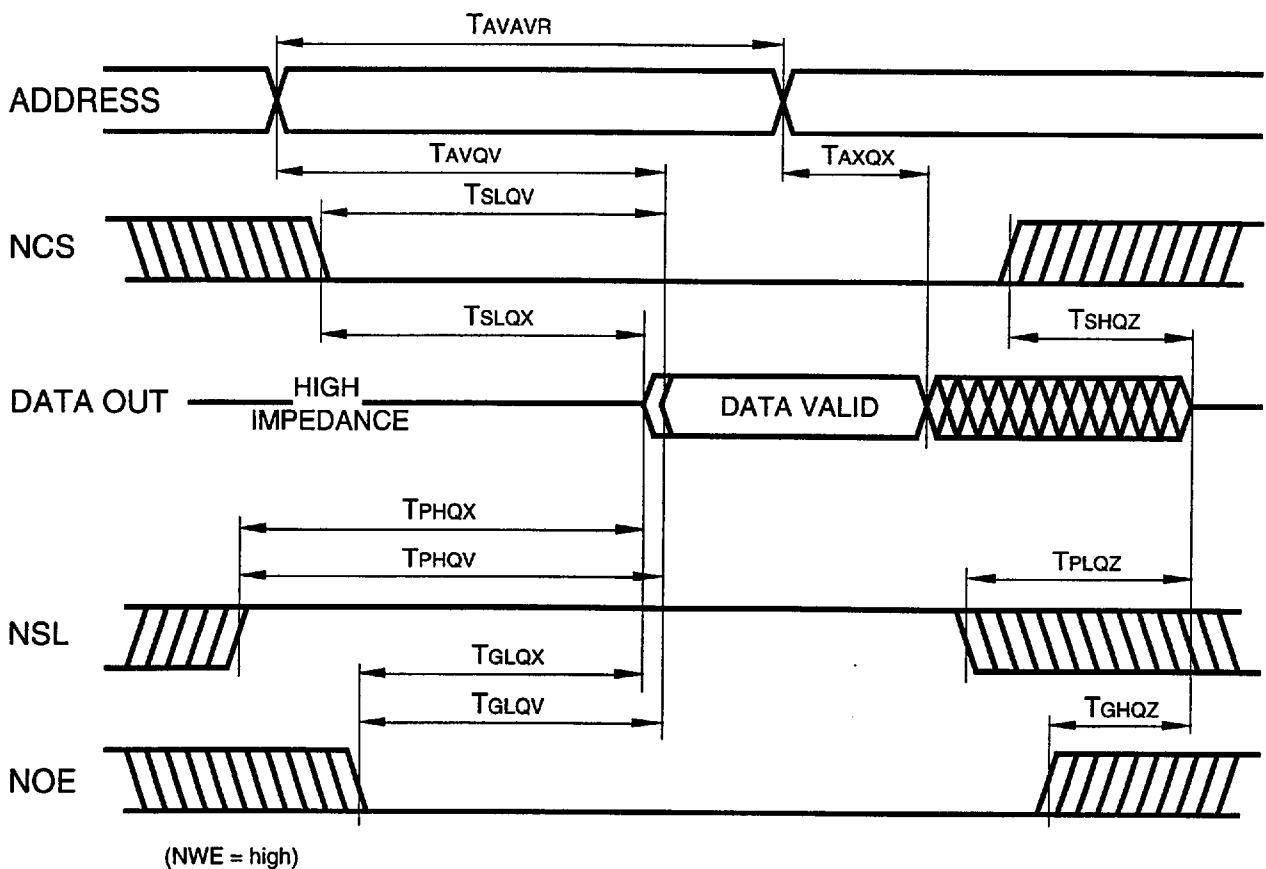 TAVAVR
ADDRESS
TAVQV
TAXQX
TSLQV
NCS
TSLQX
TSHQZ
DATA OUT
HIGH
IMPEDANCE
DATA VALID
TPHQX
TPHQV
TPLQZ
NSL
TGLQX
TGLQV
TGHQZ
NOE
(NWE = high)